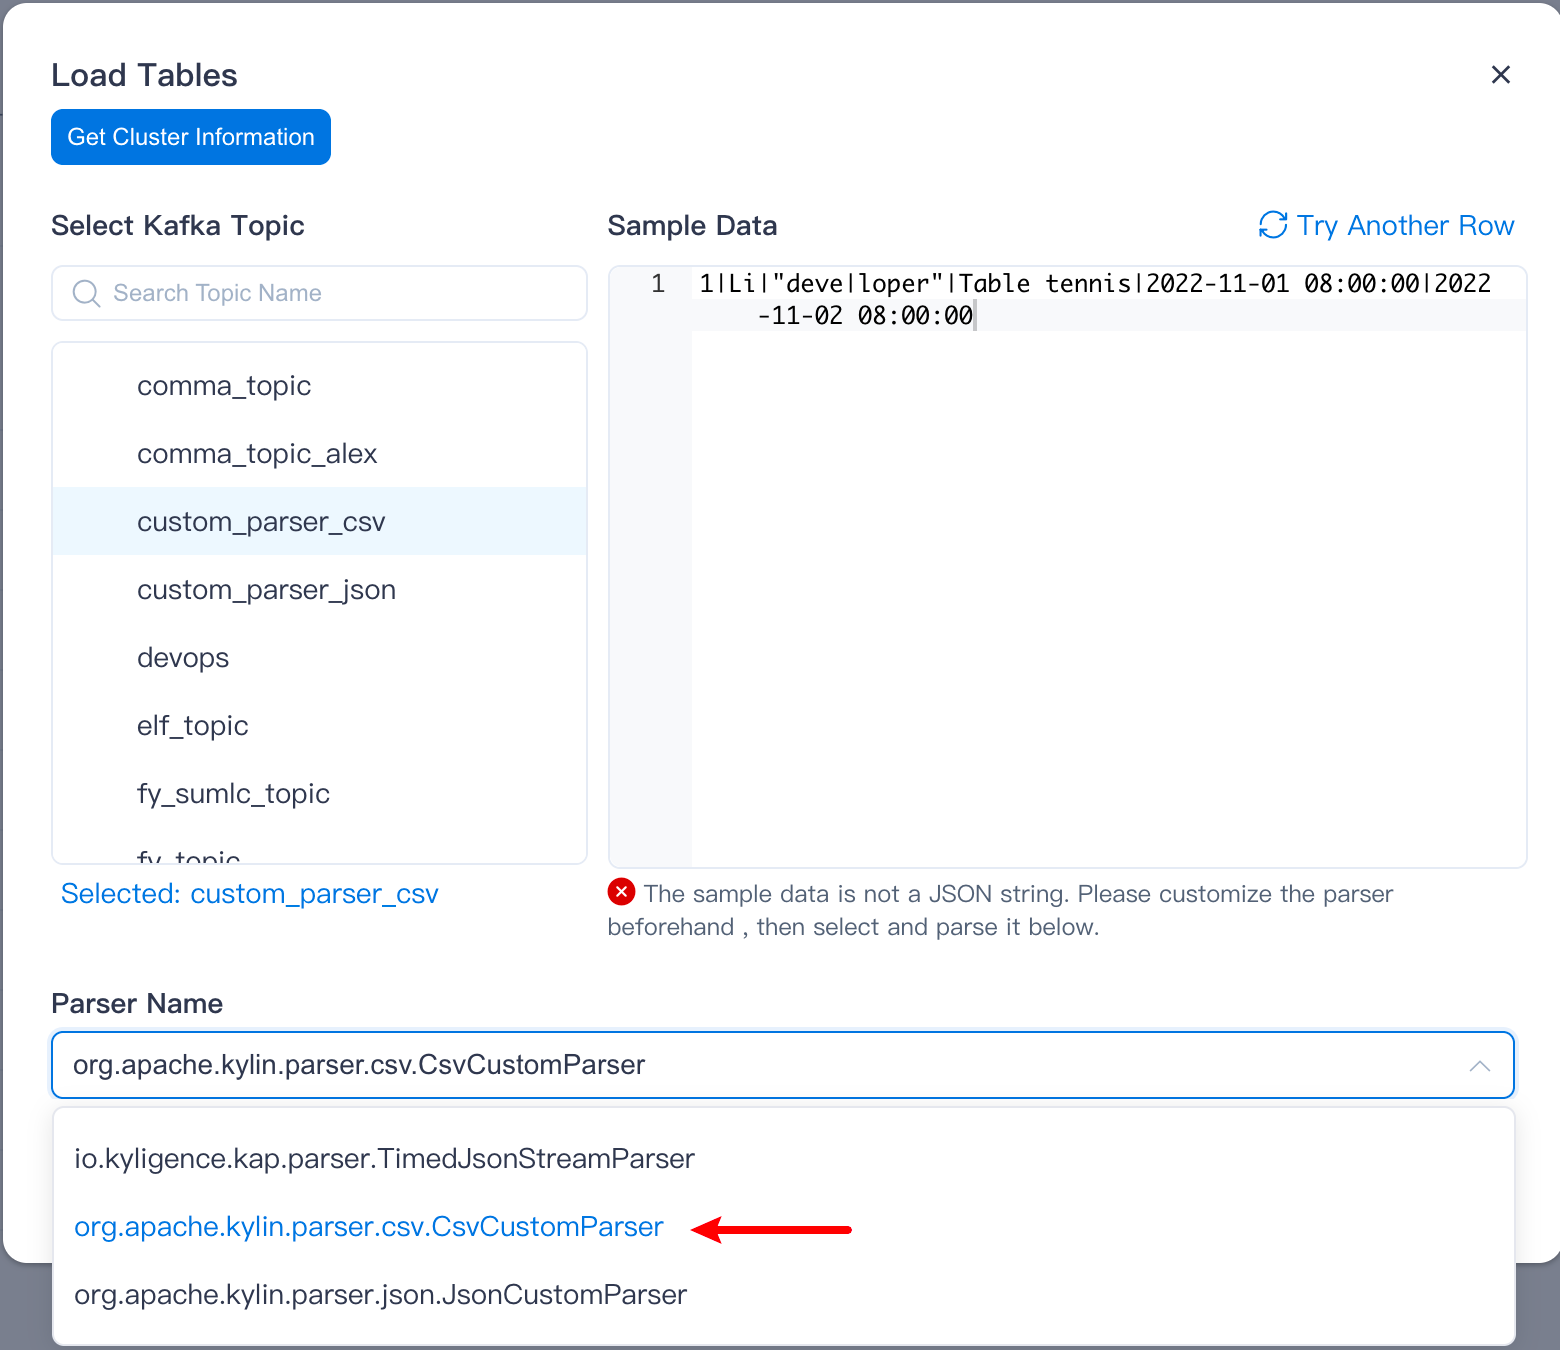 Load Tables
Get Cluster Information
Select Kafka Topic
Search Topic Name
comma_topic
comma_topic_alex
custom_parser_csv
custom_parser_json
devops
elf_topic
fy_sumlc_topic
fy_topic
Selected: custom_parser_csv
Sample Data
Try Another Row
1
1|Li|"deve|loper"|Table tennis|2022-11-01 08:00:00|2022
-11-02 08:00:00
The sample data is not a JSON string. Please customize the parser
beforehand , then select and parse it below.
Parser Name
org.apache.kylin.parser.csv.CsvCustomParser
io.kyligence.kap.parser.TimedJsonStreamParser
org.apache.kylin.parser.csv.CsvCustomParser
org.apache.kylin.parser.json.JsonCustomParser